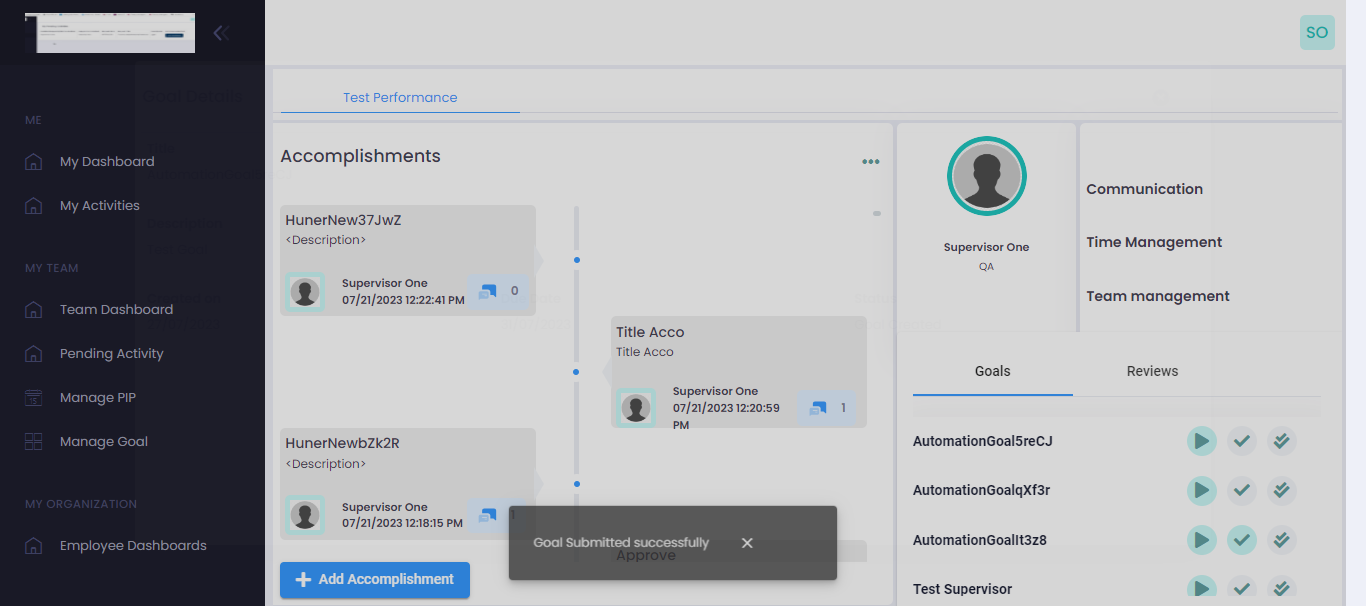 SO
ME
My Dashboard
My Activities
MY TEAM
Team Dashboard
Pending Activity
Manage PIP
Manage Goal
MY ORGANIZATION
Employee Dashboards
Test Performance
Accomplishments
HunerNew37JwZ
<Description>
Supervisor One
07/21/2023 12:22:41 PM
0
Title Acco
Title Acco
Supervisor One
07/21/2023 12:20:59
PM
1
HunerNewbZk2R
<Description>
Supervisor One
07/21/2023 12:18:15 PM
1
Approve
Goal Submitted successfully
Add Accomplishment
Supervisor One
QA
Communication
Time Management
Team management
Goals
Reviews
AutomationGoal5reCJ
AutomationGoalqXf3r
AutomationGoalIt3z8
Test Supervisor